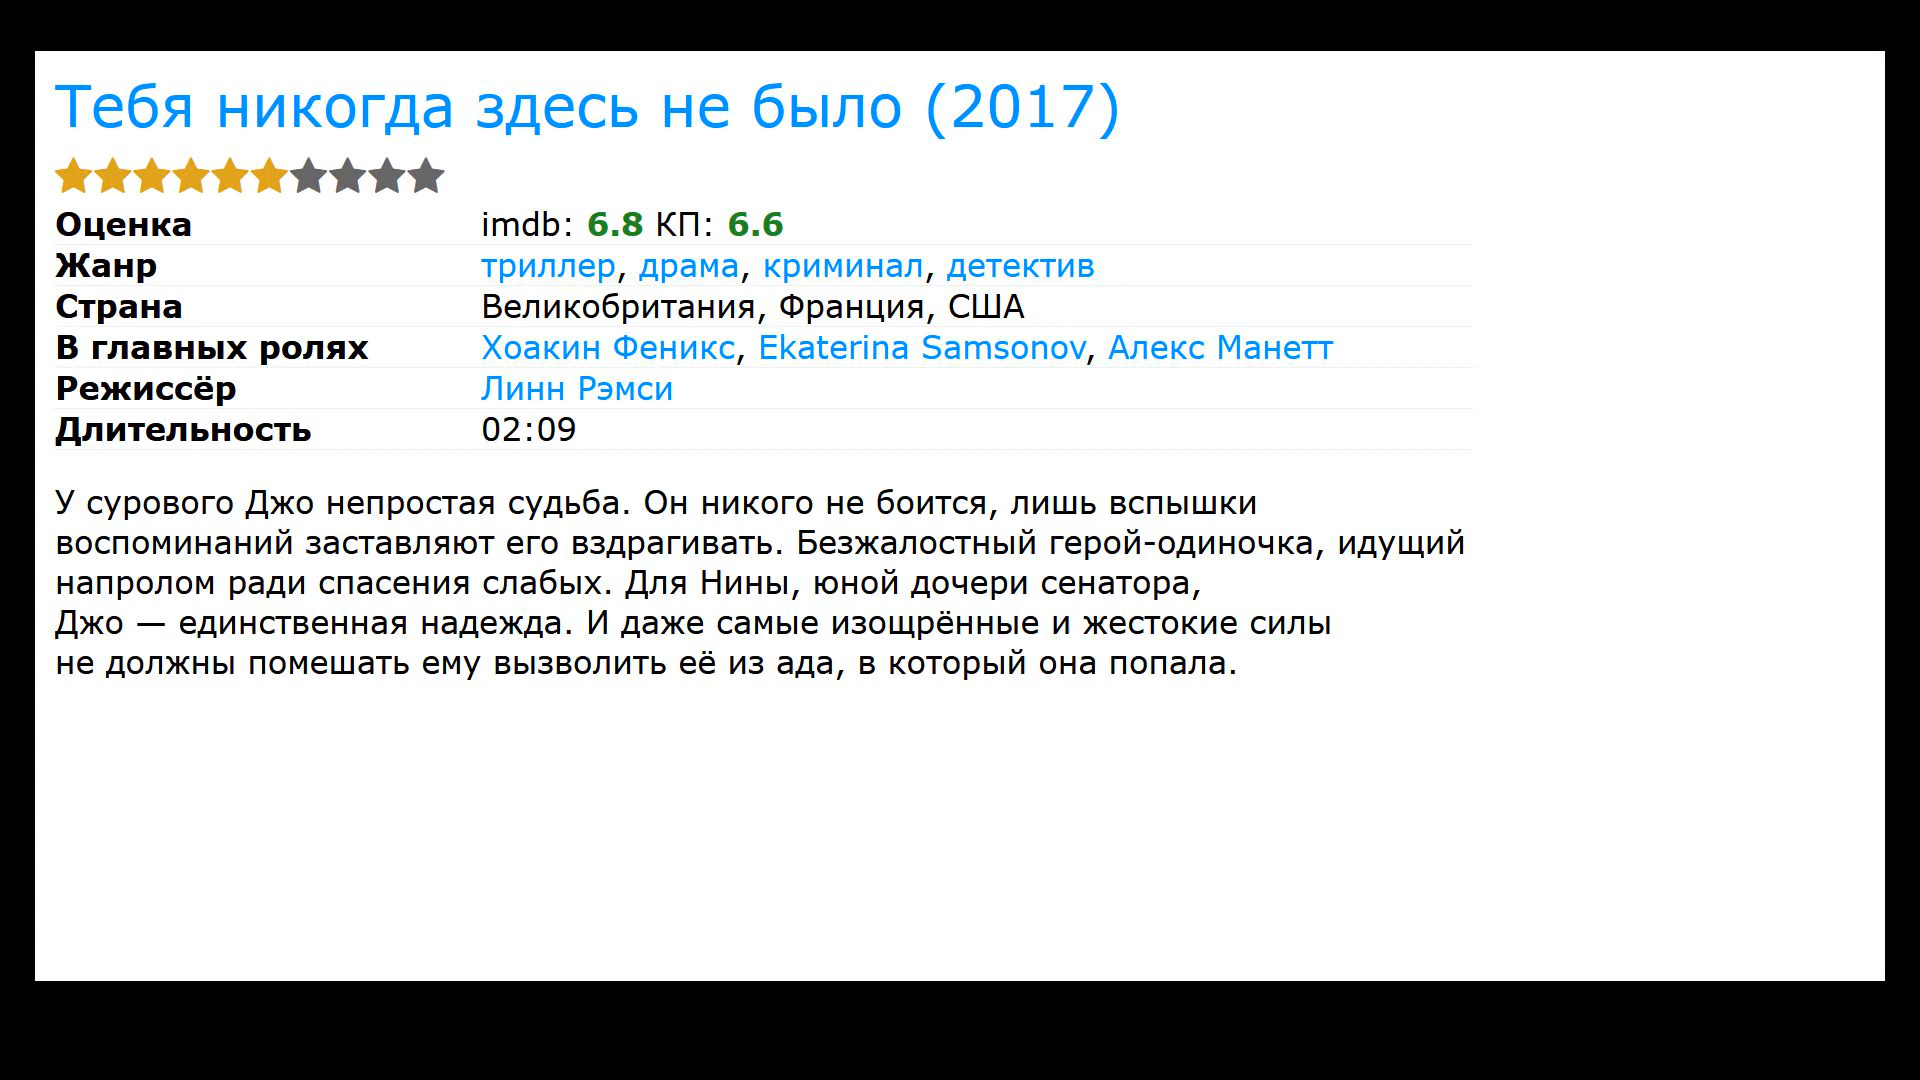 Тебя никогда здесь не было (2017)
Оценка imdb: 6.8 КП: 6.6
Жанр триллер, драма, криминал, детектив
Страна Великобритания, Франция, США
В главных ролях Хоакин Феникс, Ekaterina Samsonov, Алекс Манетт
Режиссёр Линн Рэмси
Длительность 02:09
У сурового Джо непростая судьба. Он никого не боится, лишь вспышки
воспоминаний заставляют его вздрагивать. Безжалостный герой-одиночка, идущий
напролом ради спасения слабых. Для Нины, юной дочери сенатора,
Джо — единственная надежда. И даже самые изощрённые и жестокие силы
не должны помешать ему вызволить её из ада, в который она попала.